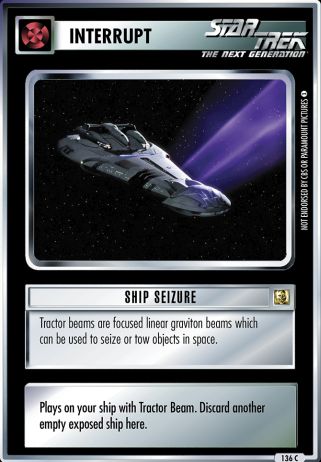 INTERRUPT
STAR TREK
THE NEXT GENERATION
NOT ENDORSED BY CBS OR PARAMOUNT PICTURES
SHIP SEIZURE
Tractor beams are focused linear graviton beams which
can be used to seize or tow objects in space.
Plays on your ship with Tractor Beam. Discard another
empty exposed ship here.
136 C